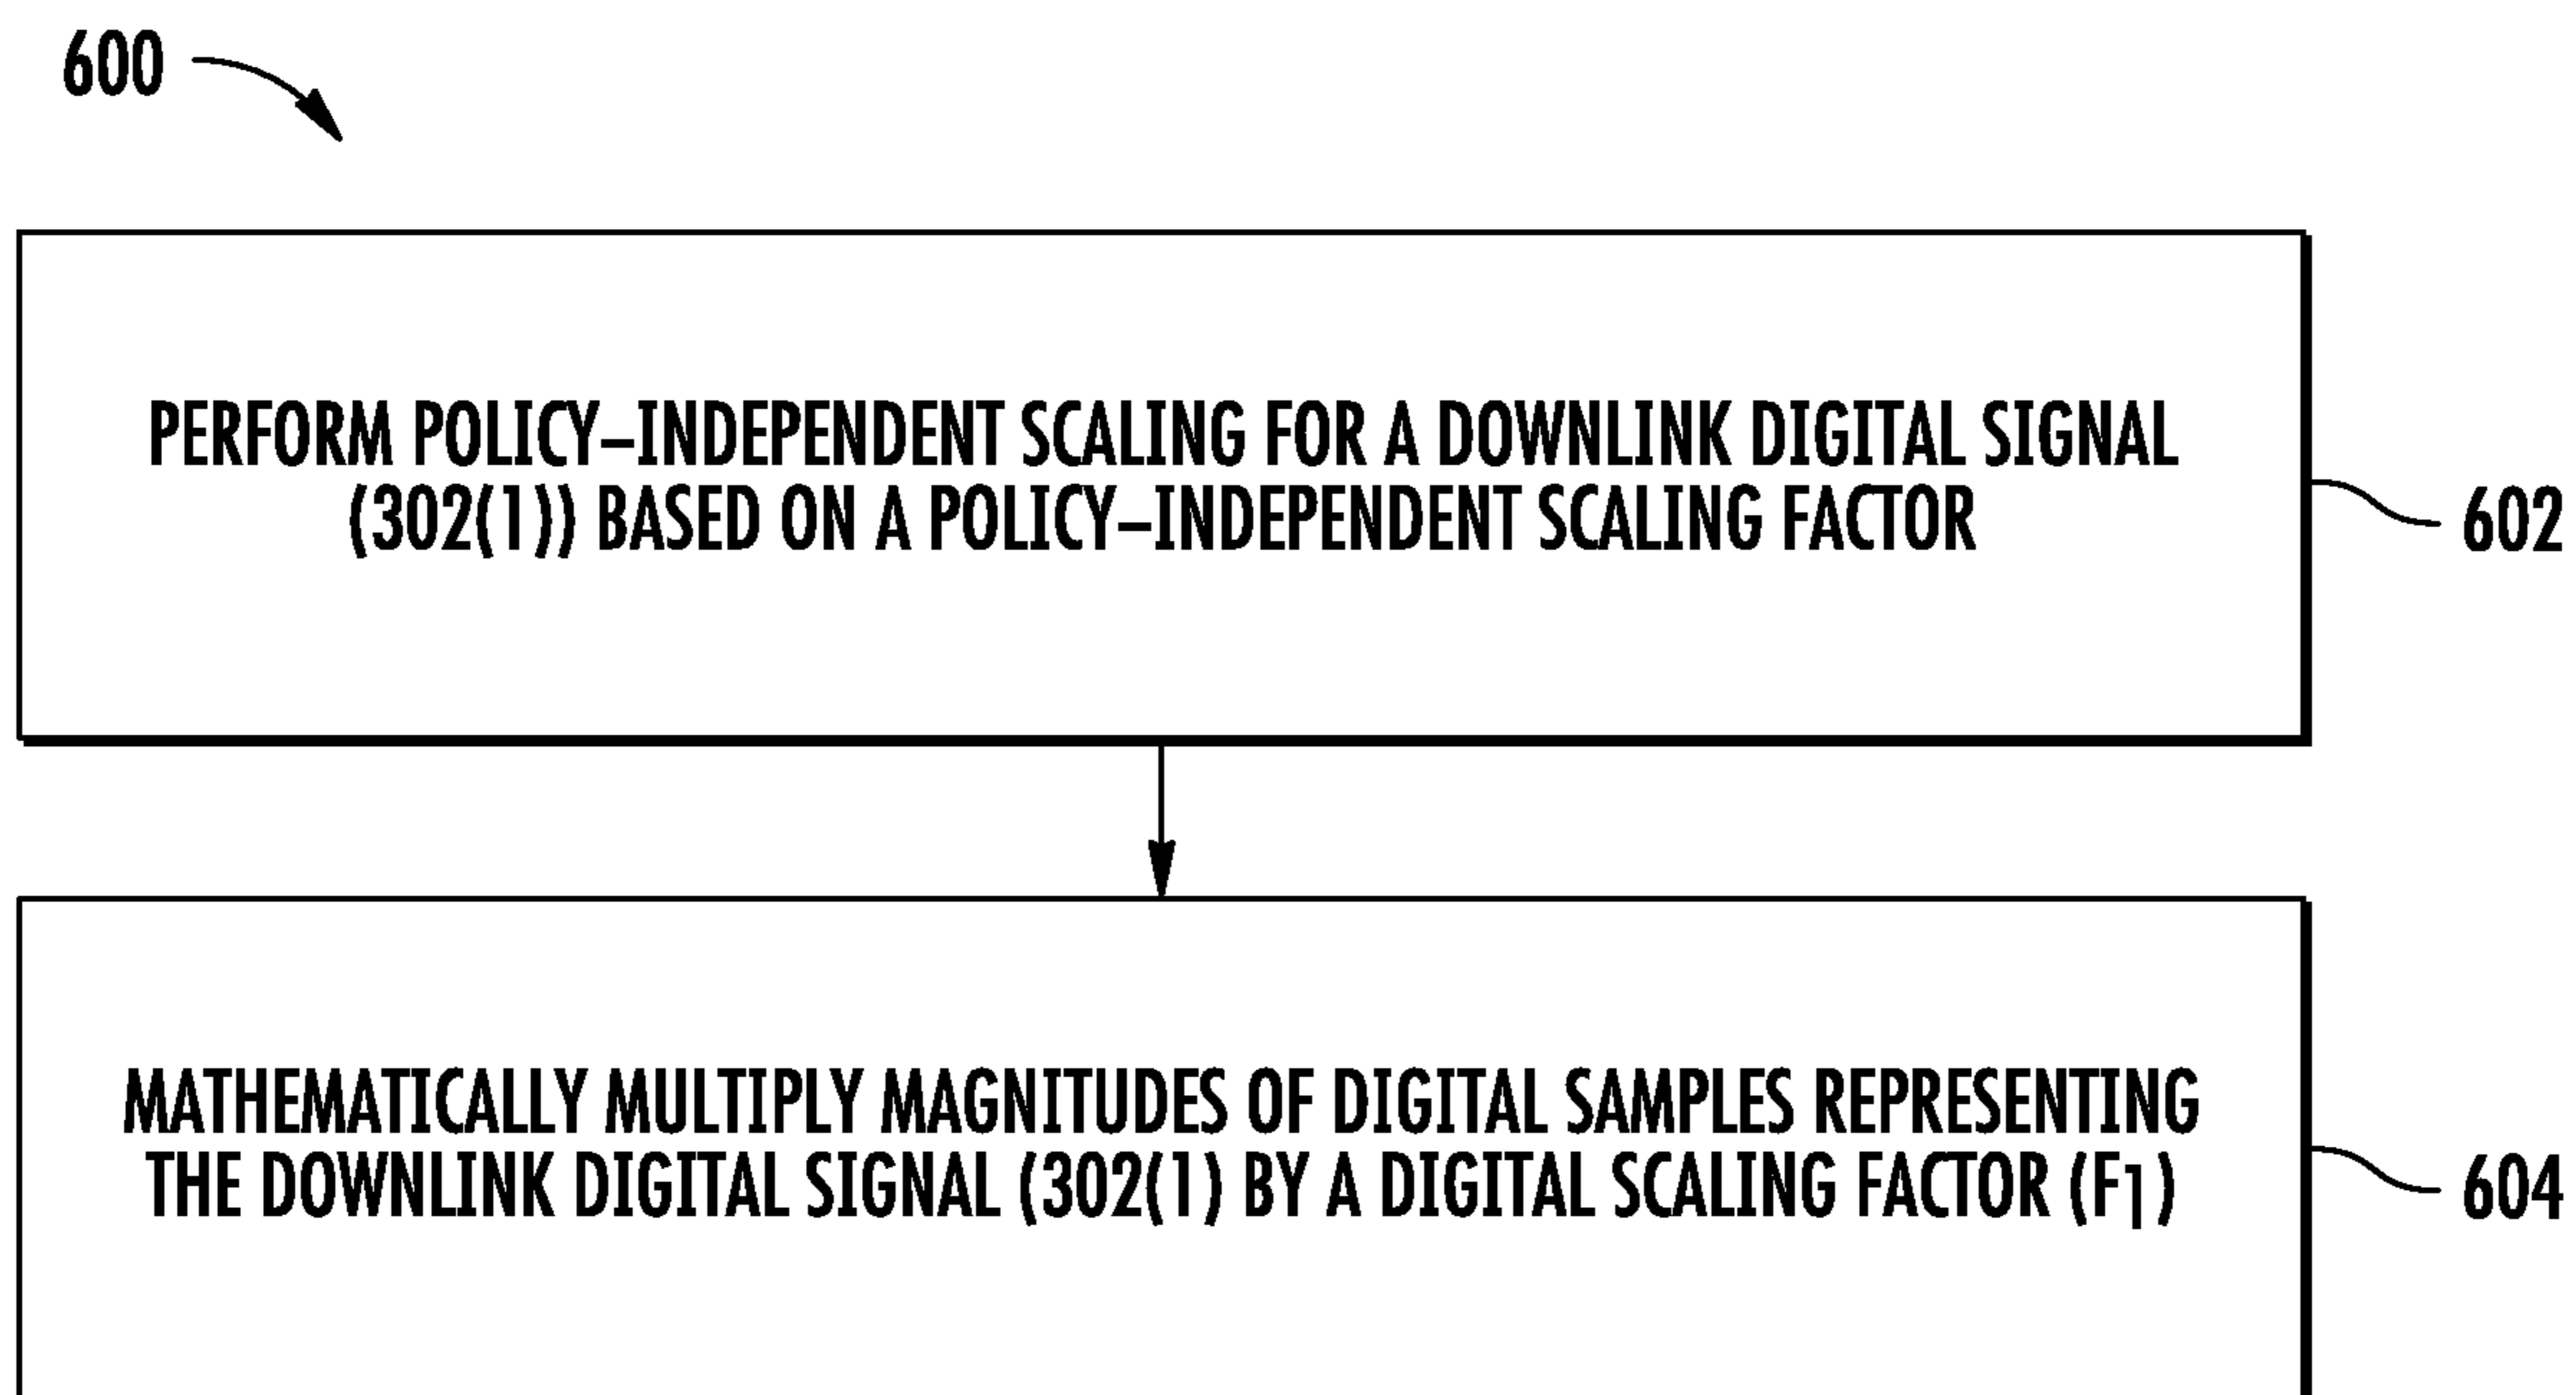 600
PERFORM POLICY–INDEPENDENT SCALING FOR A DOWNLINK DIGITAL SIGNAL
(302(1)) BASED ON A POLICY–INDEPENDENT SCALING FACTOR
602
MATHEMATICALLY MULTIPLY MAGNITUDES OF DIGITAL SAMPLES REPRESENTING
THE DOWNLINK DIGITAL SIGNAL (302(1) BY A DIGITAL SCALING FACTOR (F1)
604